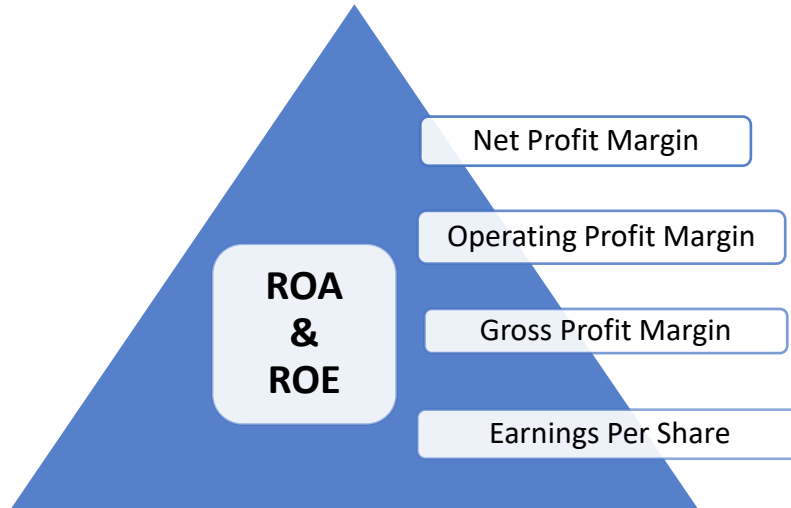 Net Profit Margin
Operating Profit Margin
ROA
&
ROE
Gross Profit Margin
Earnings Per Share